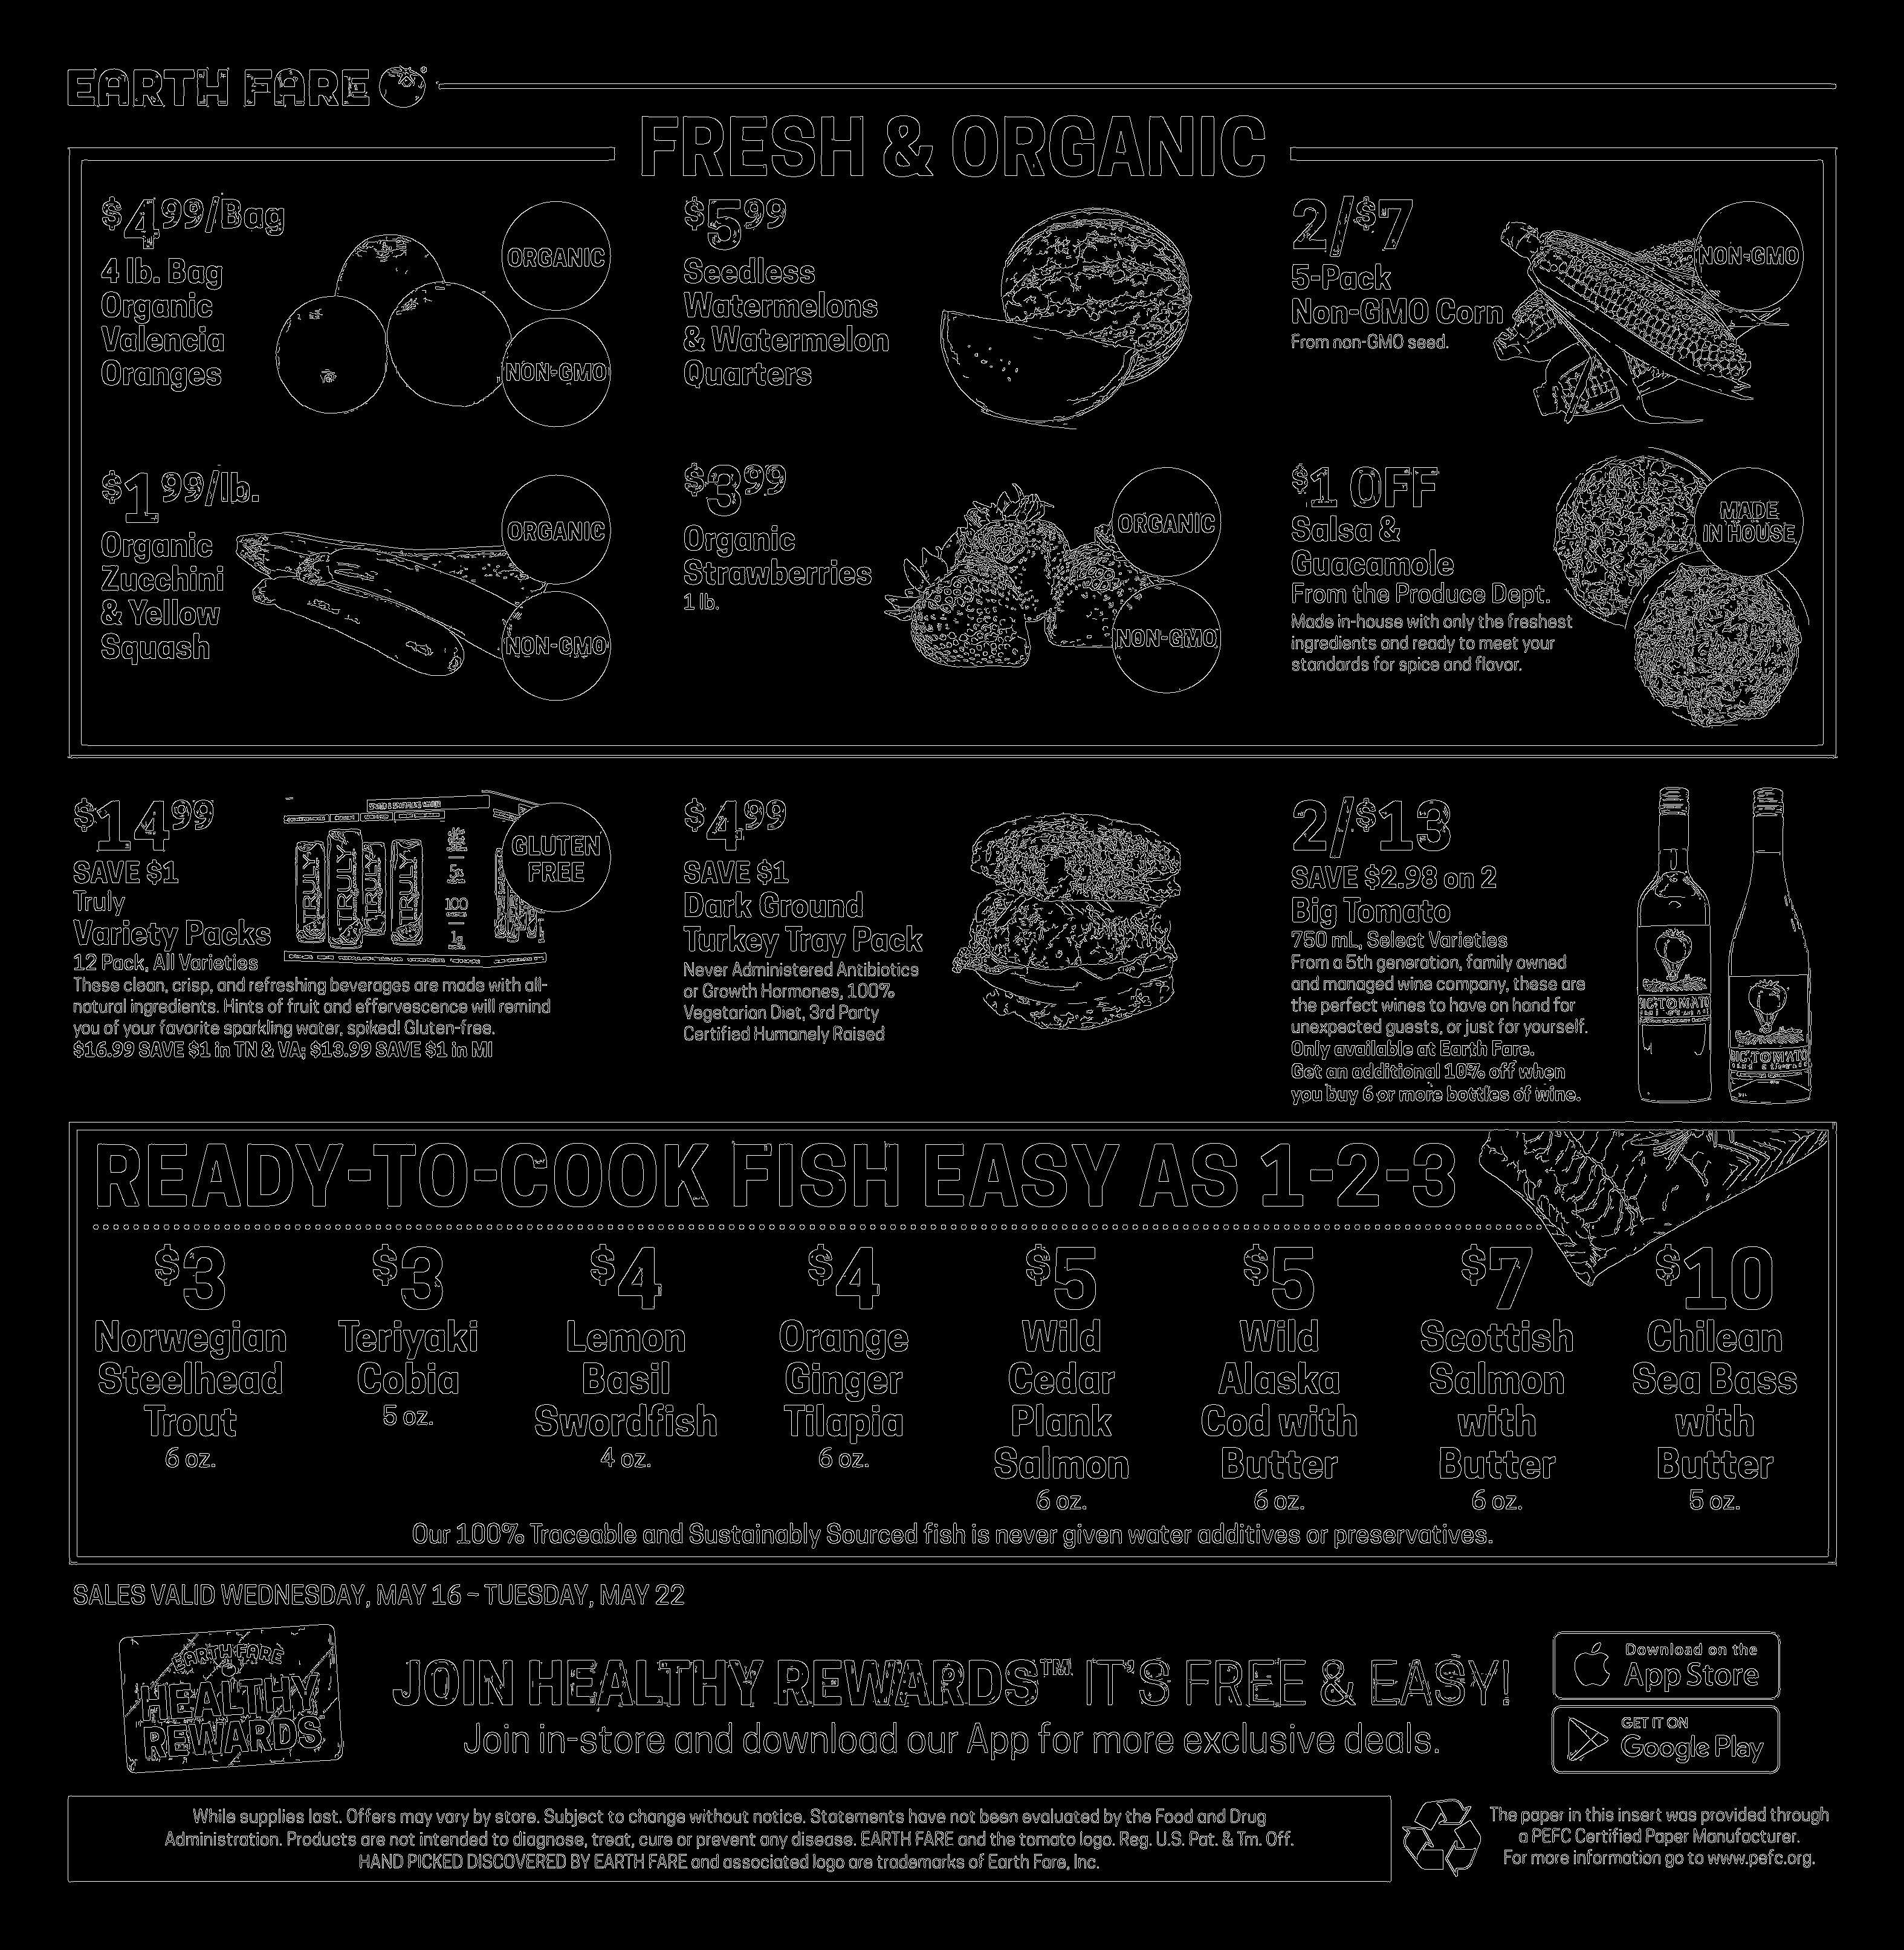 EARTH FARE
FRESH & ORGANIC
$4.99/Bag
4 lb. Bag
Organic
Valencia
Oranges
ORGANIC
NON-GMO
$5.99
Seedless
Watermelons
& Watermelon
Quarters
2/$7
5-Pack
Non-GMO Corn
From non-GMO seed.
NON-GMO
$1.99/lb.
Organic
Zucchini
& Yellow
Squash
ORGANIC
NON-GMO
$3.99
Organic
Strawberries
1 lb.
ORGANIC
NON-GMO
$1 OFF
Salsa &
Guacamole
From the Produce Dept.
Made in-house with only the freshest
ingredients and ready to meet your
standards for spice and flavor.
MADE
IN HOUSE
$14.99
SAVE $1
Truly
Variety Packs
12 Pack, All Varieties
These clean, crisp, and refreshing beverages are made with all-
natural ingredients. Hints of fruit and effervescence will remind
you of your favorite sparkling water, spiked! Gluten-free.
$16.99 SAVE $1 in TN & VA; $13.99 SAVE $1 in MI
TRULY
TRULY
TRULY
TRULY
100
GLUTEN
FREE
$4.99
SAVE $1
Dark Ground
Turkey Tray Pack
Never Administered Antibiotics
or Growth Hormones, 100%
Vegetarian Diet, 3rd Party
Certified Humanely Raised
2/$13
SAVE $2.98 on 2
Big Tomato
750 mL, Select Varieties
From a 5th generation, family owned
and managed wine company, these are
the perfect wines to have on hand for
unexpected guests, or just for yourself.
Only available at Earth Fare.
Get an additional 10% off when
you buy 6 or more bottles of wine.
READY-TO-COOK FISH EASY AS 1-2-3
$3
Norwegian
Steelhead
Trout
6 oz.
$3
Teriyaki
Cobia
5 oz.
$4
Lemon
Basil
Swordfish
4 oz.
$4
Orange
Ginger
Tilapia
6 oz.
$5
Wild
Cedar
Plank
Salmon
6 oz.
$5
Wild
Alaska
Cod with
Butter
6 oz.
$7
Scottish
Salmon
with
Butter
6 oz.
$10
Chilean
Sea Bass
with
Butter
5 oz.
Our 100% Traceable and Sustainably Sourced fish is never given water additives or preservatives.
SALES VALID WEDNESDAY, MAY 16 – TUESDAY, MAY 22
EARTH FARE
HEALTHY
REWARDS
JOIN HEALTHY REWARDS™ IT'S FREE & EASY!
Join in-store and download our App for more exclusive deals.
Download on the
App Store
GET IT ON
Google Play
While supplies last. Offers may vary by store. Subject to change without notice. Statements have not been evaluated by the Food and Drug
Administration. Products are not intended to diagnose, treat, cure or prevent any disease. EARTH FARE and the tomato logo. Reg. U.S. Pat. & Tm. Off.
HAND PICKED DISCOVERED BY EARTH FARE and associated logo are trademarks of Earth Fare, Inc.
The paper in this insert was provided through
a PEFC Certified Paper Manufacturer.
For more information go to www.pefc.org.